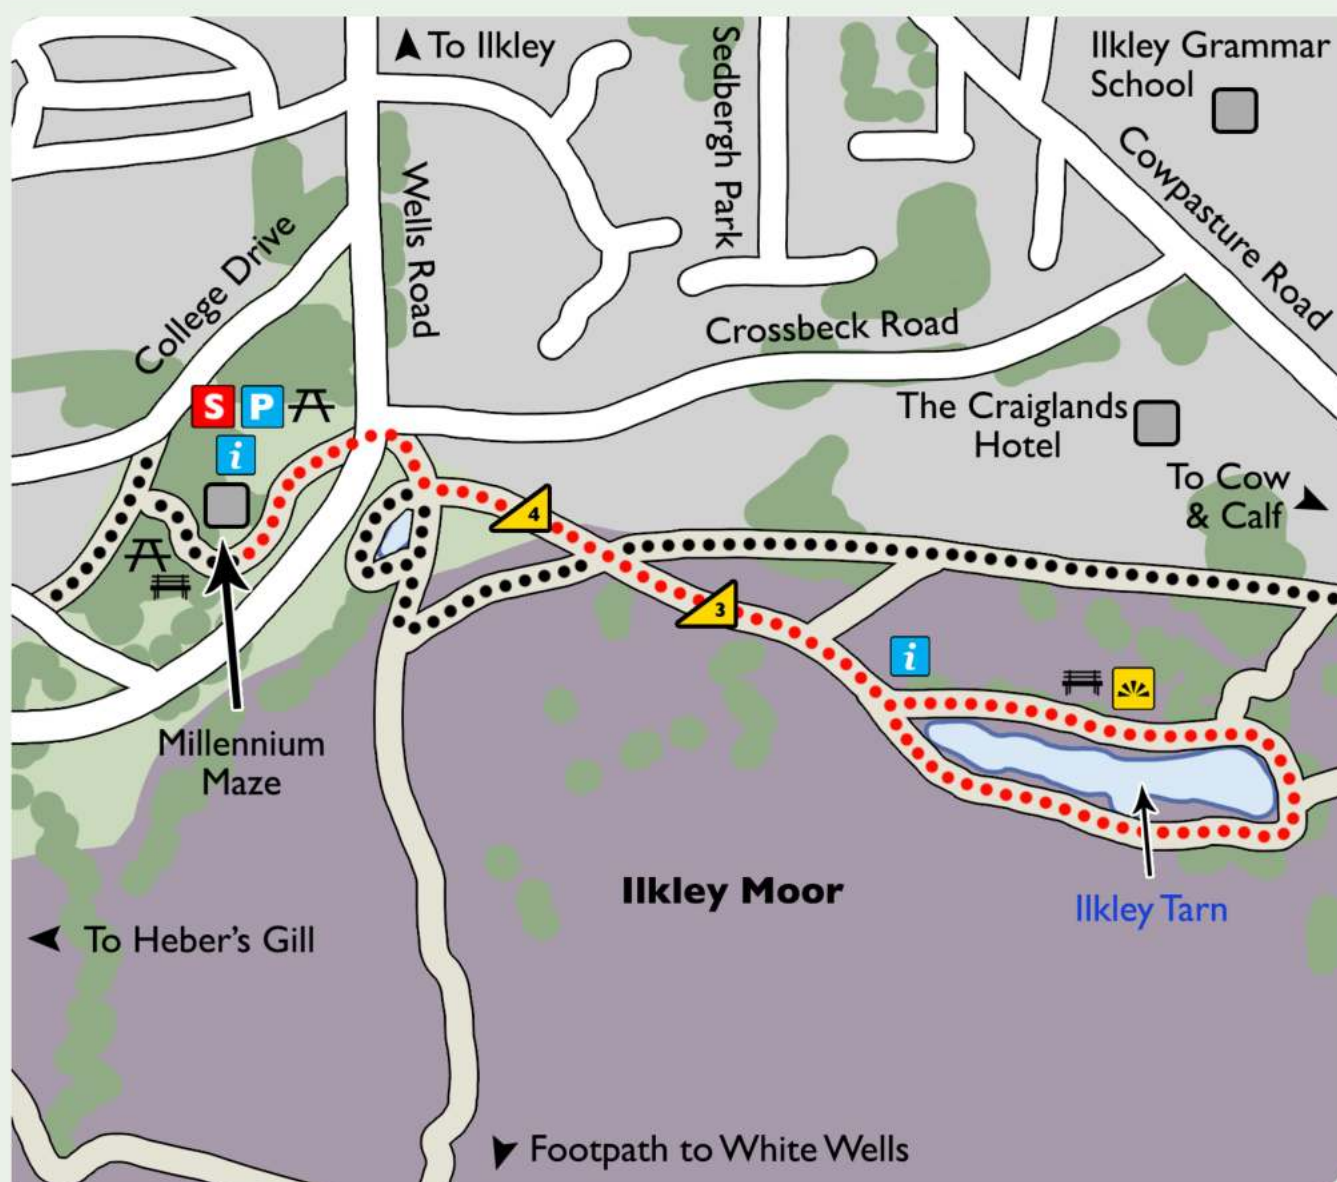 To Ilkley
Sedbergh Park
Ilkley Grammar
School
Cowpasture Road
Wells Road
College Drive
Crossbeck Road
S P
i
The Craiglands
Hotel
To Cow
& Calf
4
3
i
Millennium
Maze
Ilkley Moor
Ilkley Tarn
To Heber's Gill
Footpath to White Wells